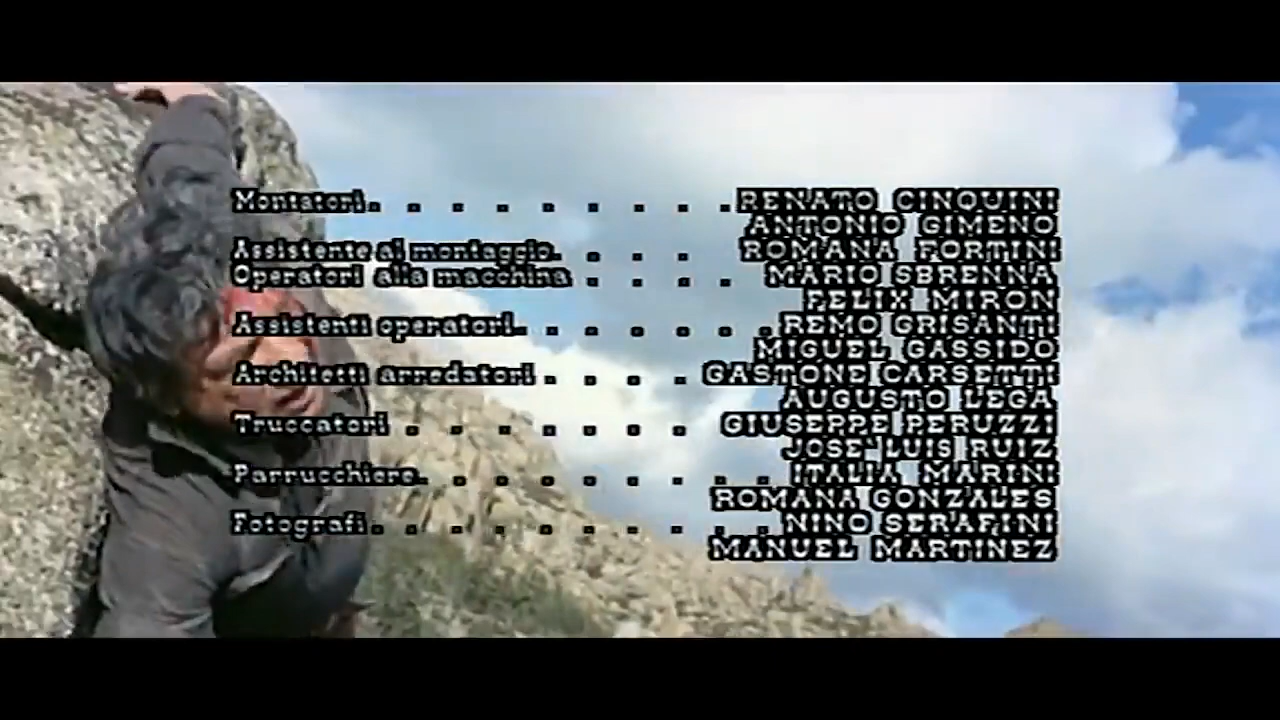 Montatori. . . . . . . . . RENATO CINQUINI
ANTONIO GIMENO
Assistente al montaggio. . . . ROMANA FORTINI
Operatori alla macchina . . . . MARIO SBRENNA
FELIX MIRON
Assistenti operatori. . . . . . . REMO GRISANTI
MIGUEL GASSIDO
Architetti arredatori . . . . GASTONE CARSETTI
AUGUSTO LEGA
Truccatori . . . . . . . GIUSEPPE PERUZZI
JOSE' LUIS RUIZ
Parrucchiere. . . . . . . . . ITALIA MARINI
ROMANA GONZALES
Fotografi. . . . . . . . . . NINO SERAFINI
MANUEL MARTINEZ